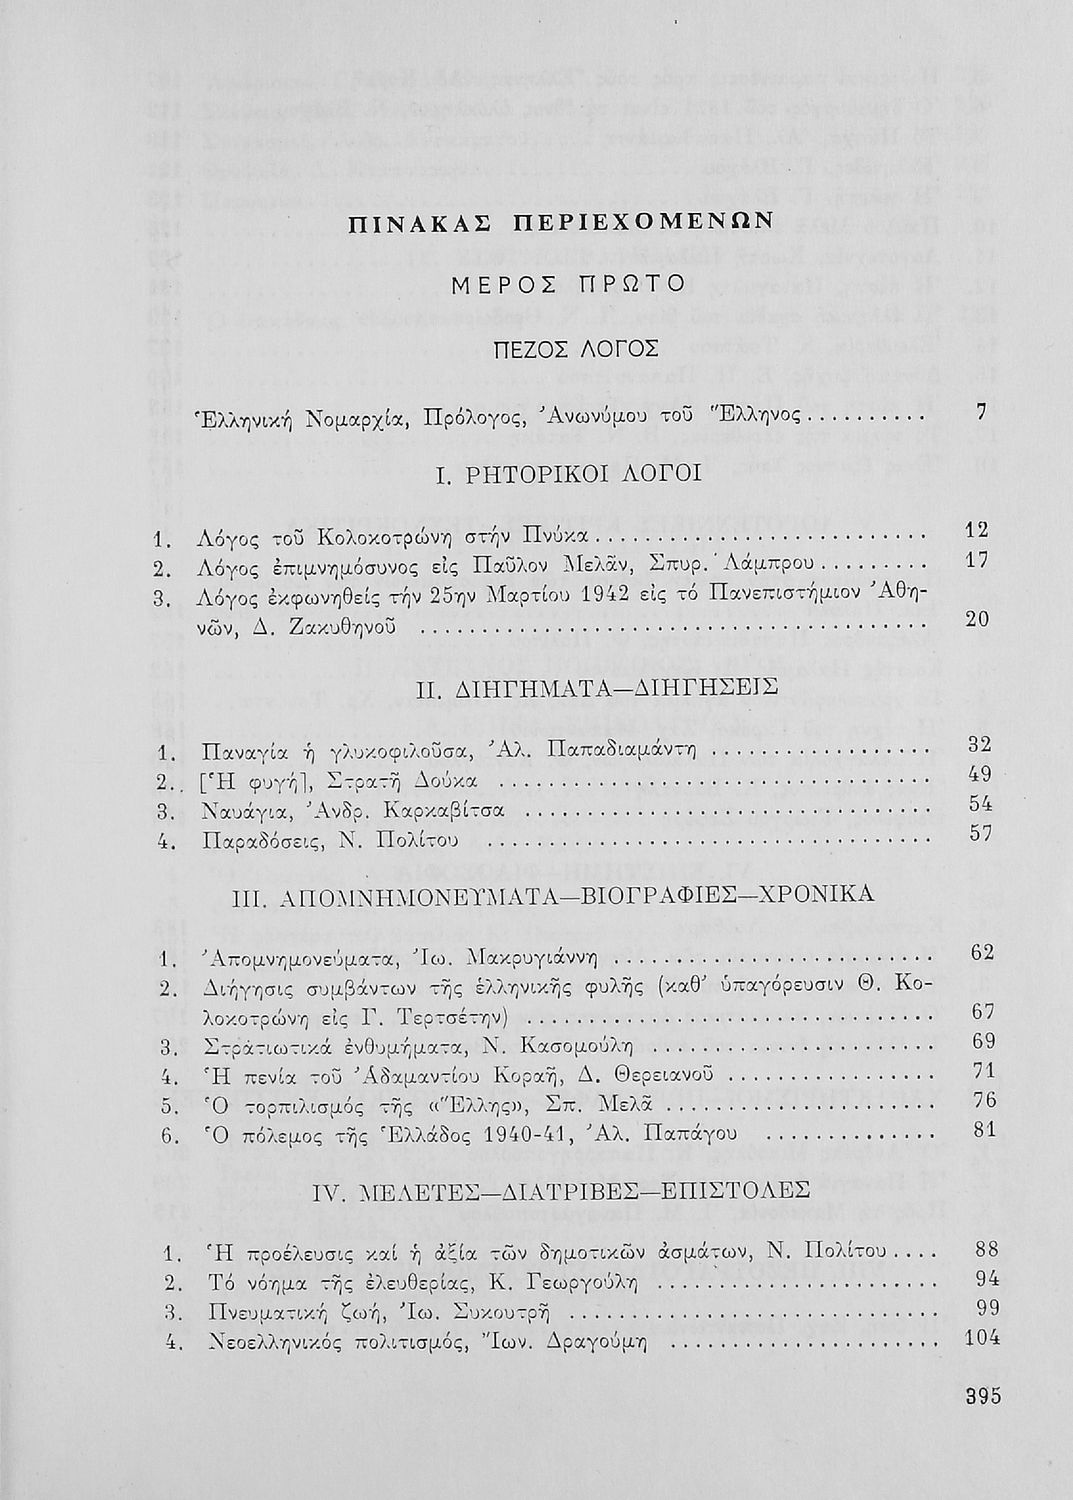 ΠΙΝΑΚΑΣ ΠΕΡΙΕΧΟΜΕΝΩΝ
ΜΕΡΟΣ ΠΡΩΤΟ
ΠΕΖΟΣ ΛΟΓΟΣ
Ἑλληνική Νομαρχία, Πρόλογος, Ἀνωνύμου τοῦ Ἕλληνος .......... 7
I. ΡΗΤΟΡΙΚΟΙ ΛΟΓΟΙ
1. Λόγος τοῦ Κολοκοτρώνη στήν Πνύκα .......... 12
2. Λόγος ἐπιμνημόσυνος εἰς Παῦλον Μελᾶν, Σπυρ. Λάμπρου .......... 17
3. Λόγος ἐκφωνηθείς τήν 25ην Μαρτίου 1942 εἰς τό Πανεπιστήμιον Ἀθη-
νῶν, Δ. Ζακυθηνοῦ .......... 20
II. ΔΙΗΓΗΜΑΤΑ—ΔΙΗΓΗΣΕΙΣ
1. Παναγία ἡ γλυκοφιλοῦσα, Ἀλ. Παπαδιαμάντη .......... 32
2. [Ἡ φυγή], Στρατῆ Δούκα .......... 49
3. Ναυάγια, Ἀνδρ. Καρκαβίτσα .......... 54
4. Παραδόσεις, Ν. Πολίτου .......... 57
III. ΑΠΟΜΝΗΜΟΝΕΥΜΑΤΑ—ΒΙΟΓΡΑΦΙΕΣ—ΧΡΟΝΙΚΑ
1. Ἀπομνημονεύματα, Ἰω. Μακρυγιάννη .......... 62
2. Διήγησις συμβάντων τῆς ἑλληνικῆς φυλῆς (καθ' ὑπαγόρευσιν Θ. Κο-
λοκοτρώνη εἰς Γ. Τερτσέτην) .......... 67
3. Στρατιωτικά ἐνθυμήματα, Ν. Κασομούλη .......... 69
4. Ἡ πενία τοῦ Ἀδαμαντίου Κοραῆ, Δ. Θερειανοῦ .......... 71
5. Ὁ τορπιλισμός τῆς «Ἕλλης», Σπ. Μελᾶ .......... 76
6. Ὁ πόλεμος τῆς Ἑλλάδος 1940-41, Ἀλ. Παπάγου .......... 81
IV. ΜΕΛΕΤΕΣ—ΔΙΑΤΡΙΒΕΣ—ΕΠΙΣΤΟΛΕΣ
1. Ἡ προέλευσις καί ἡ ἀξία τῶν δημοτικῶν ἀσμάτων, Ν. Πολίτου .... 88
2. Τό νόημα τῆς ἐλευθερίας, Κ. Γεωργούλη .......... 94
3. Πνευματική ζωή, Ἰω. Συκουτρῆ .......... 99
4. Νεοελληνικός πολιτισμός, Ἴων. Δραγούμη .......... 104
395